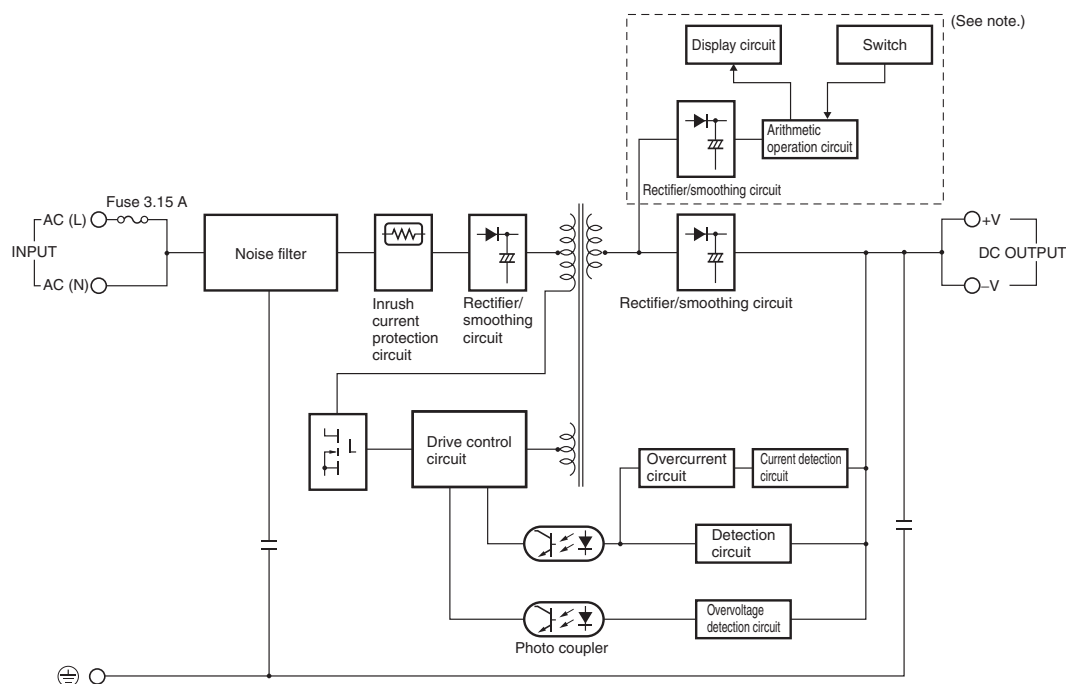 (See note.)
Display circuit
Switch
Arithmetic
operation circuit
Rectifier/smoothing circuit
Fuse 3.15 A
AC (L)
INPUT
AC (N)
Noise filter
Inrush
current
protection
circuit
Rectifier/
smoothing
circuit
Rectifier/smoothing circuit
+V
DC OUTPUT
–V
Drive control
circuit
Overcurrent
circuit
Current detection
circuit
Detection
circuit
Overvoltage
detection circuit
Photo coupler